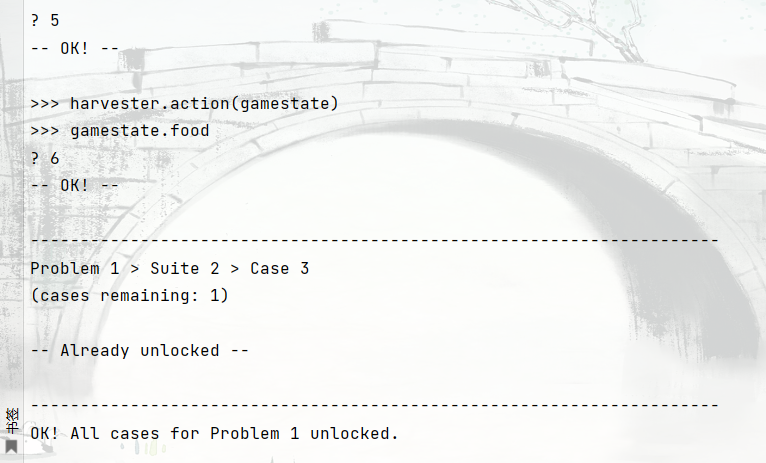 ? 5
-- OK! --
>>> harvester.action(gamestate)
>>> gamestate.food
? 6
-- OK! --
---------------------------------------------------------------------
Problem 1 > Suite 2 > Case 3
(cases remaining: 1)
-- Already unlocked --
---------------------------------------------------------------------
OK! All cases for Problem 1 unlocked.
书签